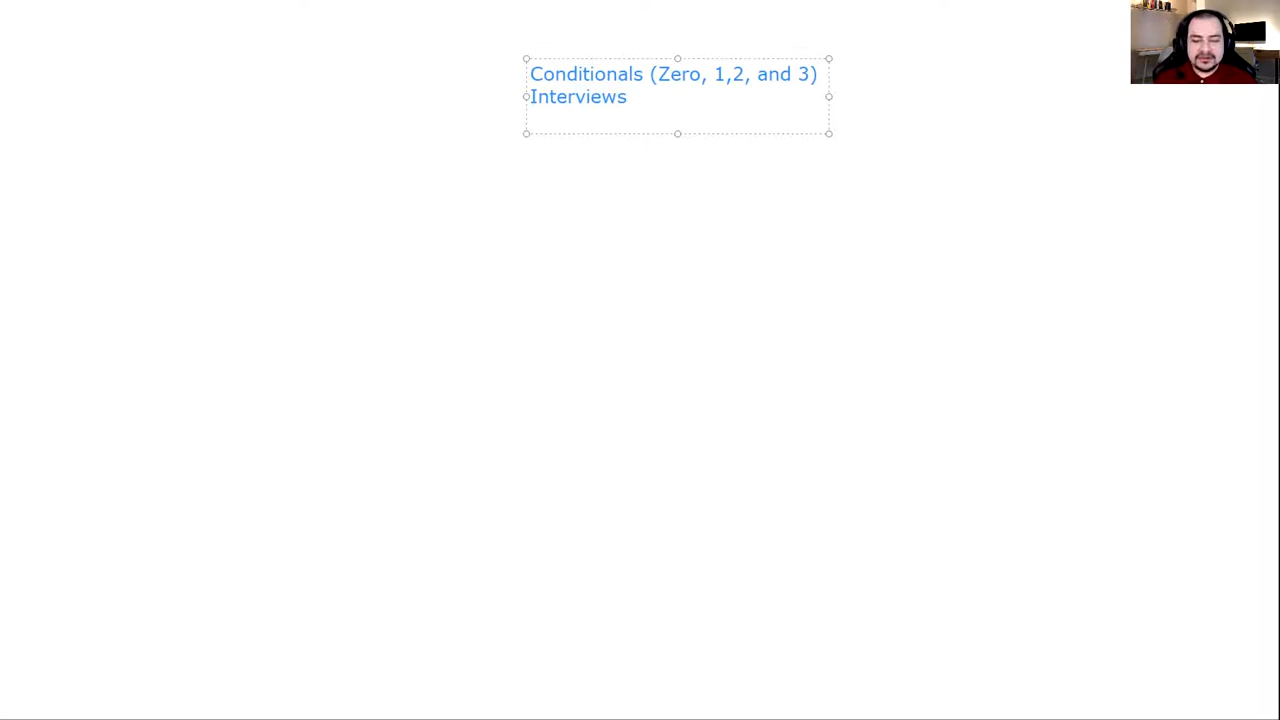 Conditionals (Zero, 1,2, and 3)
Interviews